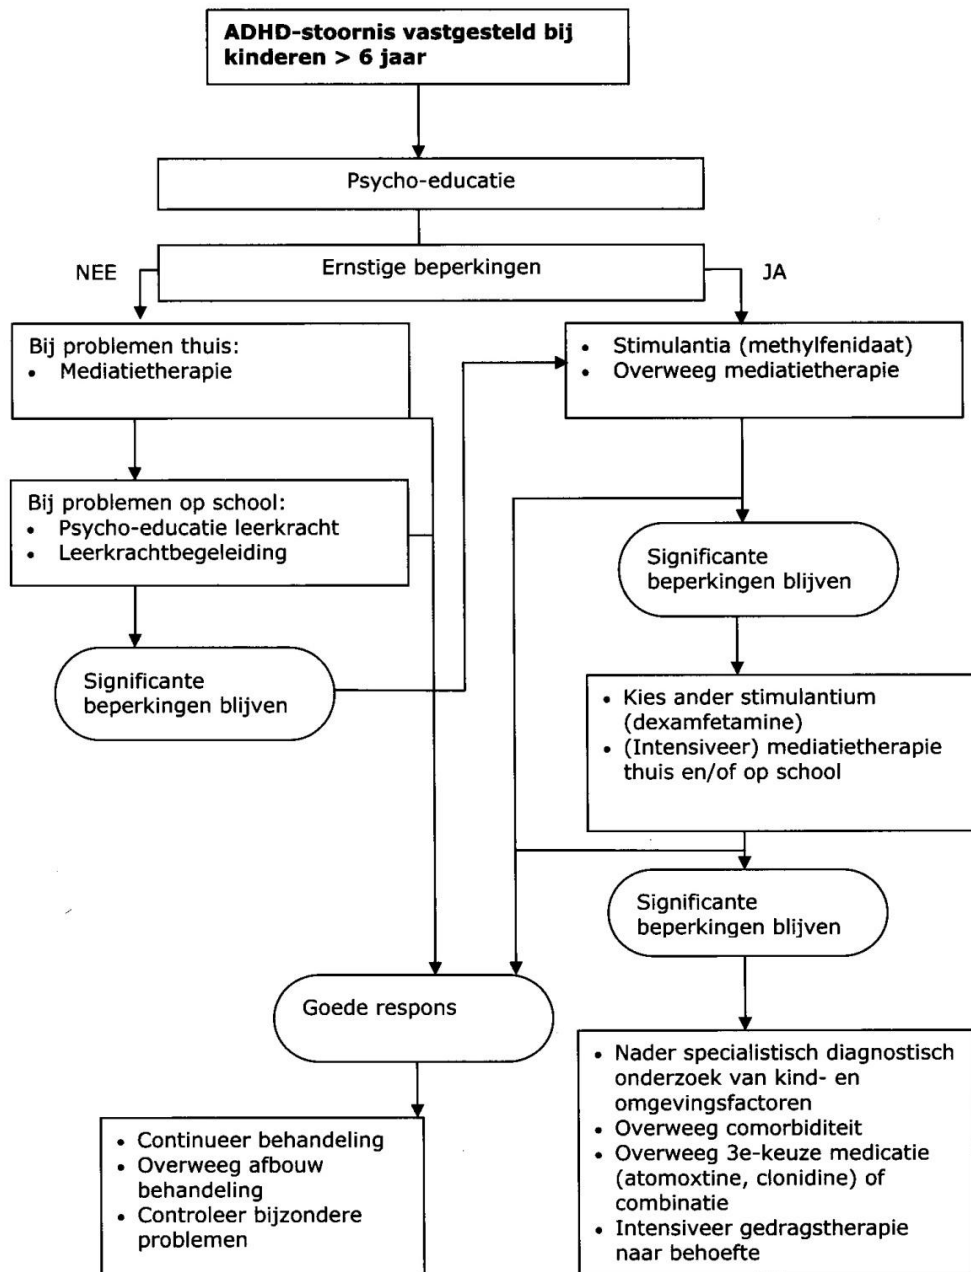 ADHD-stoornis vastgesteld bij
kinderen > 6 jaar
Psycho-educatie
NEE
Ernstige beperkingen
JA
Bij problemen thuis:
• Mediatietherapie
• Stimulantia (methylfenidaat)
• Overweeg mediatietherapie
Bij problemen op school:
• Psycho-educatie leerkracht
• Leerkrachtbegeleiding
Significante
beperkingen blijven
Significante
beperkingen blijven
• Kies ander stimulantium
(dexamfetamine)
• (Intensiveer) mediatietherapie
thuis en/of op school
Significante
beperkingen blijven
Goede respons
• Continueer behandeling
• Overweeg afbouw
behandeling
• Controleer bijzondere
problemen
• Nader specialistisch diagnostisch
onderzoek van kind- en
omgevingsfactoren
• Overweeg comorbiditeit
• Overweeg 3e-keuze medicatie
(atomoxtine, clonidine) of
combinatie
• Intensiveer gedragstherapie
naar behoefte